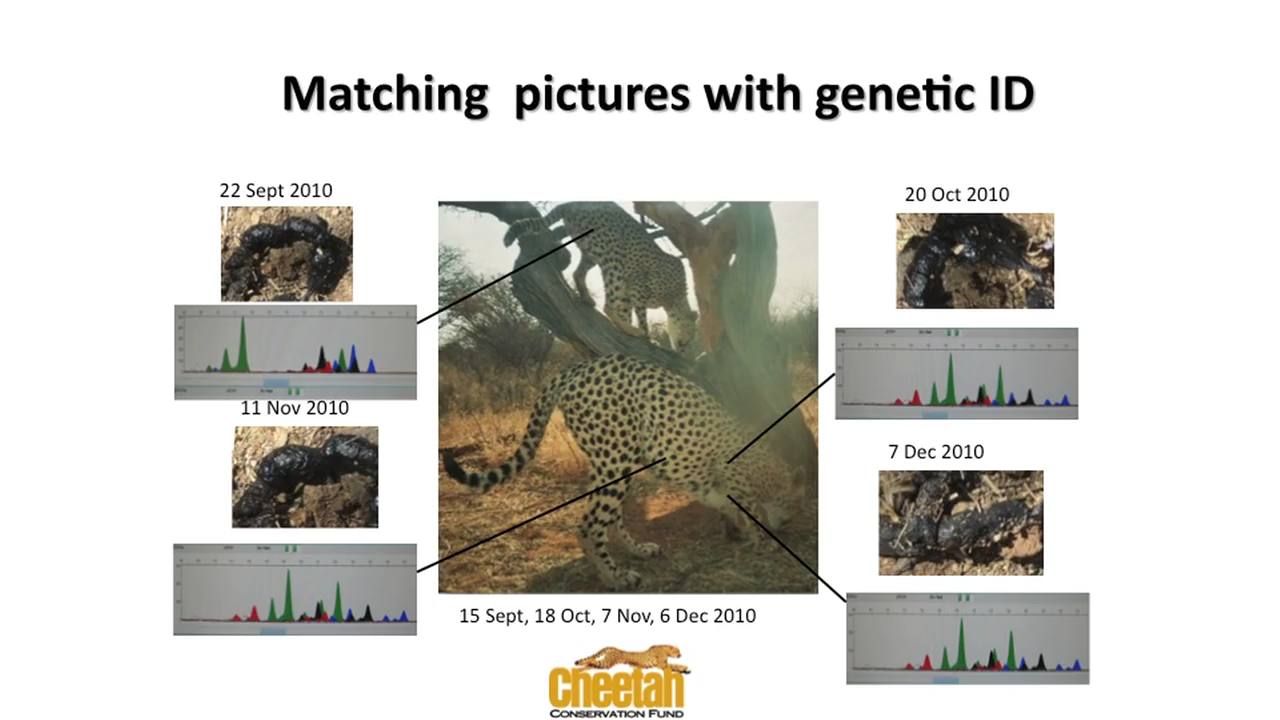 Matching pictures with genetic ID
22 Sept 2010
20 Oct 2010
11 Nov 2010
7 Dec 2010
15 Sept, 18 Oct, 7 Nov, 6 Dec 2010
Cheetah
CONSERVATION FUND